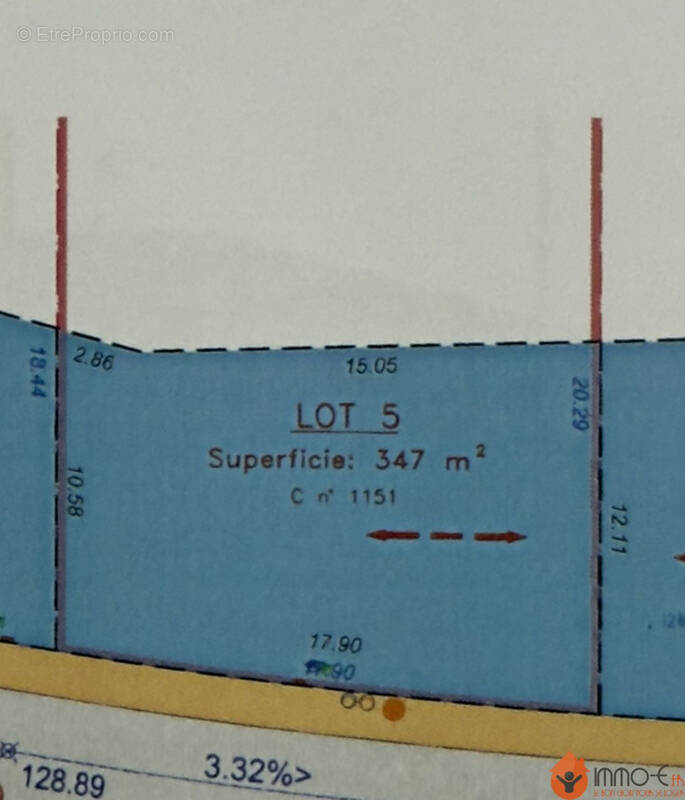 © EtreProprio.com
2.86
15.05
18.44
20.29
LOT 5
Superficie: 347 m²
C n° 1151
10.58
12.11
17.90
128.89
3.32%>
IMMO-E.FR